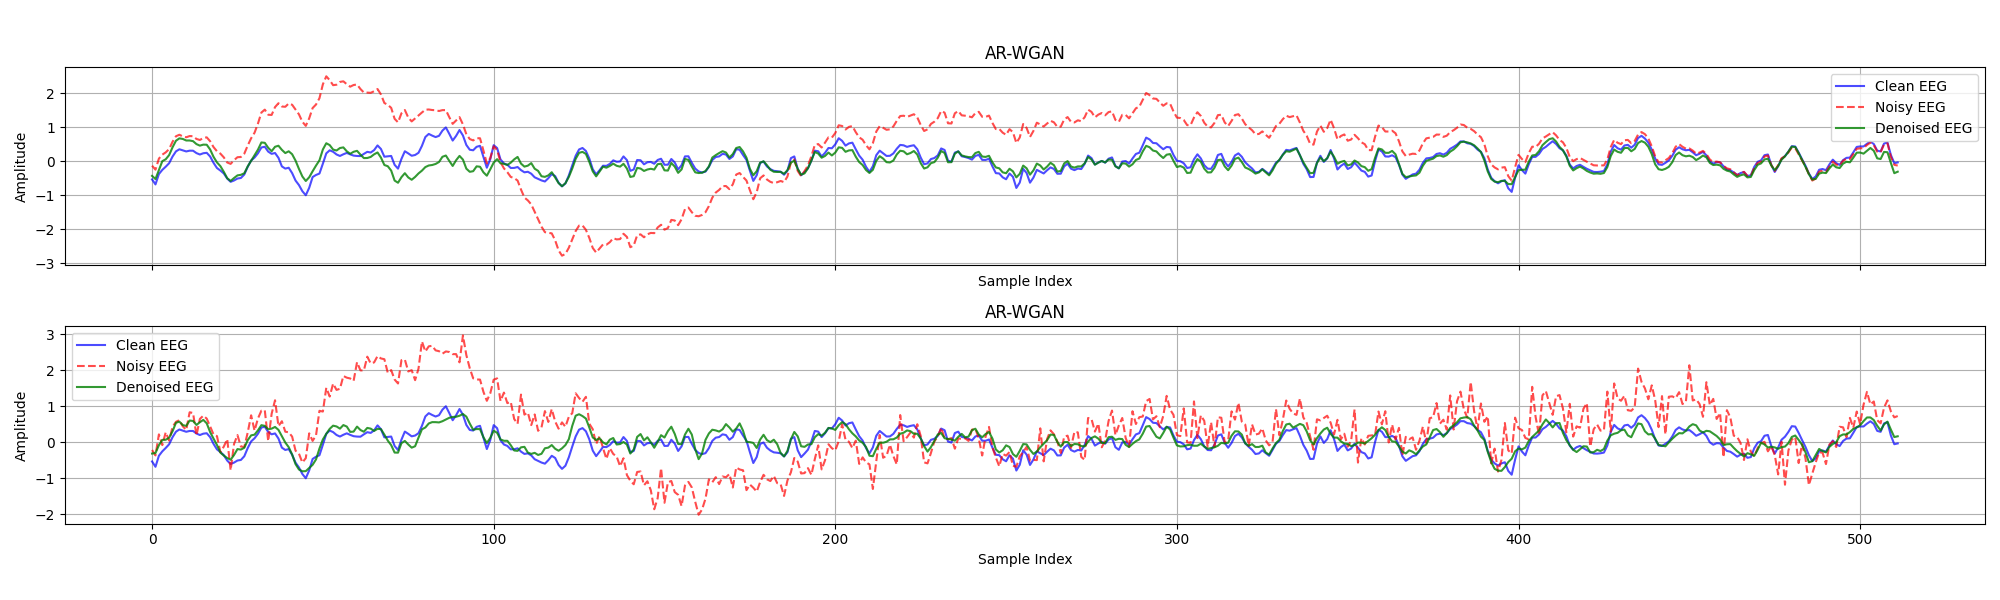 AR-WGAN
Amplitude
2
1
0
−1
−2
−3
Clean EEG
Noisy EEG
Denoised EEG
Sample Index
AR-WGAN
Amplitude
3
2
1
0
−1
−2
Clean EEG
Noisy EEG
Denoised EEG
0 100 200 300 400 500
Sample Index